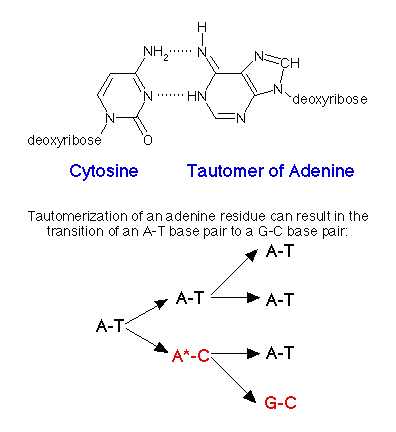 H
NH2 N
N CH
N HN N
N N deoxyribose
deoxyribose O
Cytosine Tautomer of Adenine
Tautomerization of an adenine residue can result in the
transition of an A-T base pair to a G-C base pair:
A-T
A-T A-T
A-T
A*-C A-T
G-C